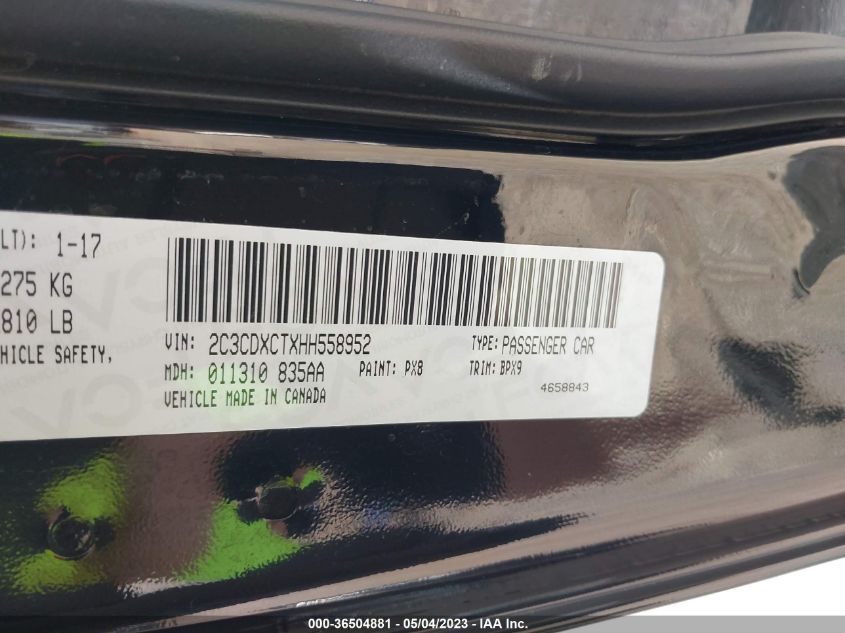 LT): 1-17
275 KG
810 LB
HICLE SAFETY,
VIN: 2C3CDXCTXHH558952 TYPE: PASSENGER CAR
MDH: 011310 835AA PAINT: PX8 TRIM: BPX9
VEHICLE MADE IN CANADA 4658843
000-36504881 - 05/04/2023 - IAA Inc.